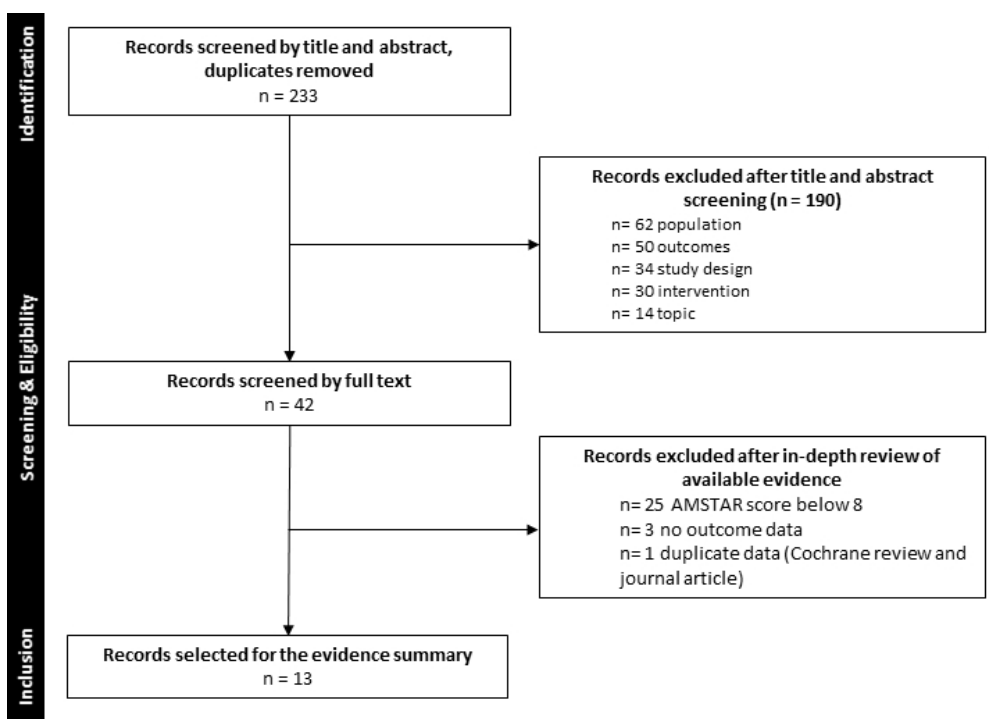 Identification
Records screened by title and abstract,
duplicates removed
n = 233
Records excluded after title and abstract
screening (n = 190)
n= 62 population
n= 50 outcomes
n= 34 study design
n= 30 intervention
n= 14 topic
Screening & Eligibility
Records screened by full text
n = 42
Records excluded after in-depth review of
available evidence
n= 25 AMSTAR score below 8
n= 3 no outcome data
n= 1 duplicate data (Cochrane review and
journal article)
Inclusion
Records selected for the evidence summary
n = 13